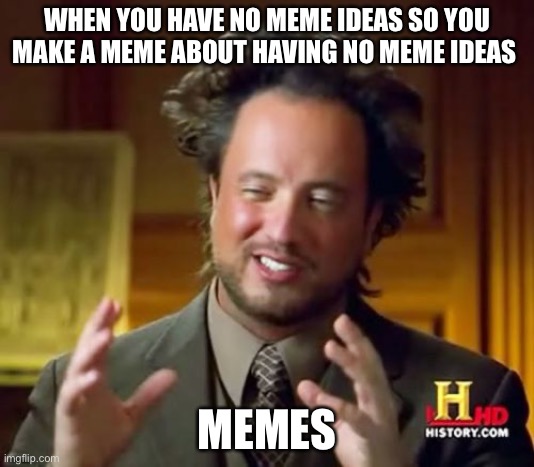 WHEN YOU HAVE NO MEME IDEAS SO YOU
MAKE A MEME ABOUT HAVING NO MEME IDEAS
MEMES
H HD
HISTORY.COM
imgflip.com